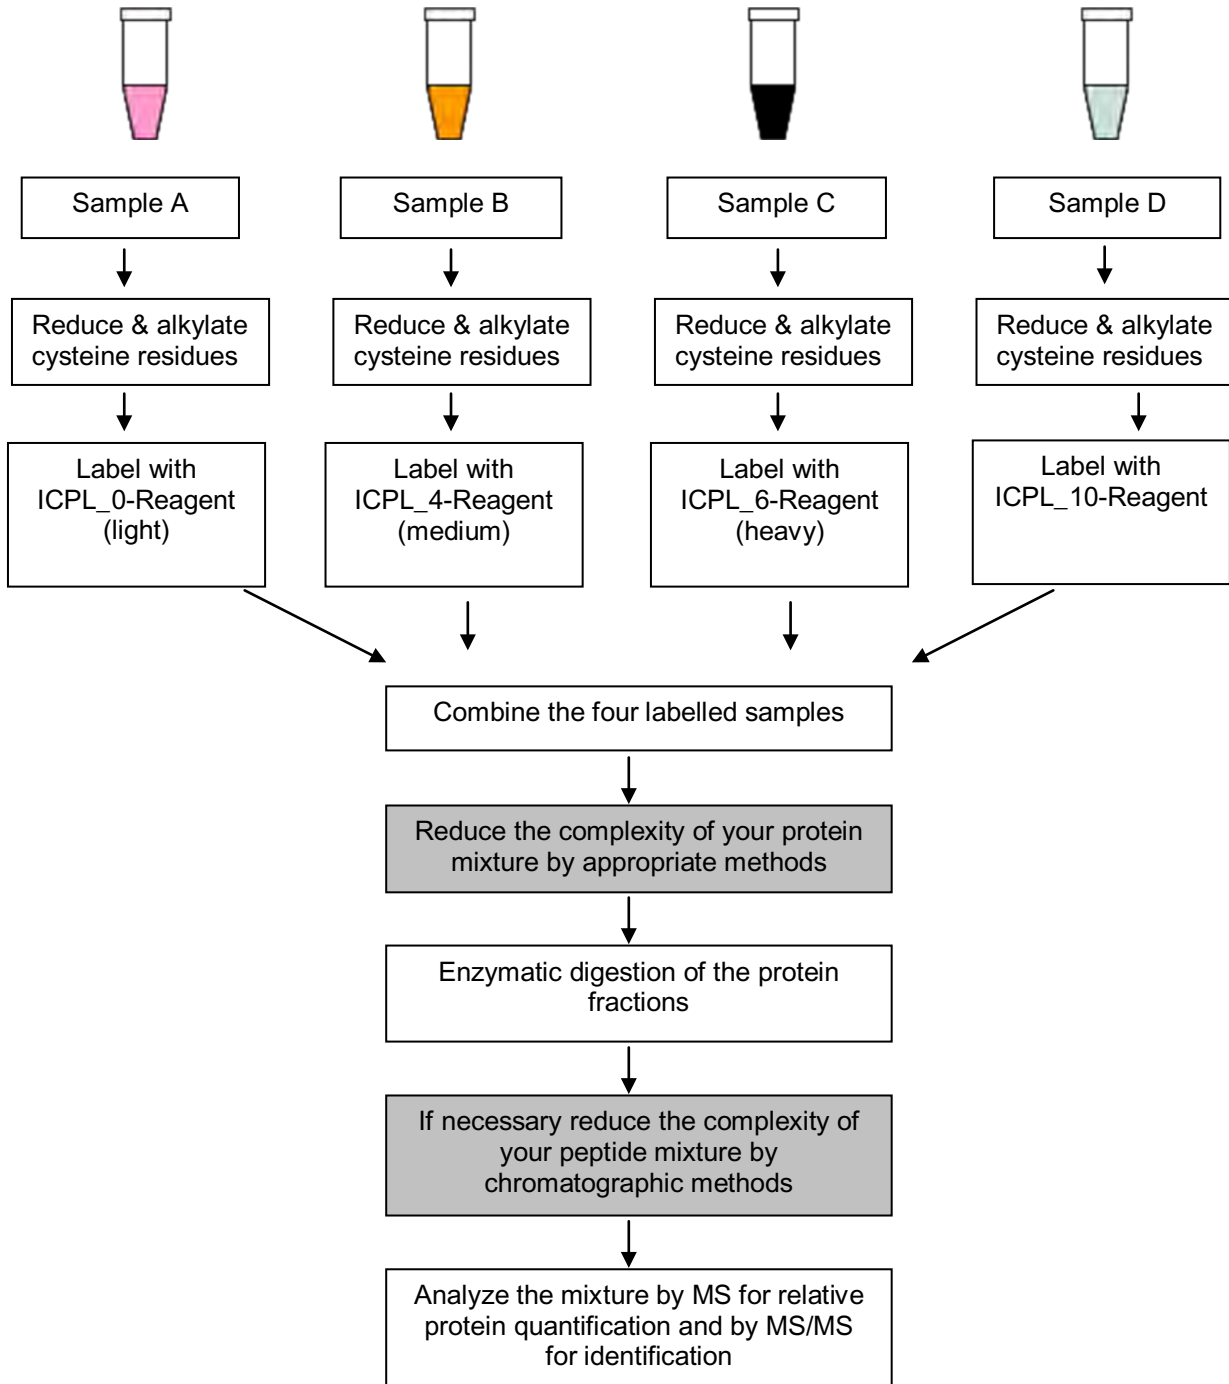 Sample A
Sample B
Sample C
Sample D
Reduce & alkylate
cysteine residues
Reduce & alkylate
cysteine residues
Reduce & alkylate
cysteine residues
Reduce & alkylate
cysteine residues
Label with
ICPL_0-Reagent
(light)
Label with
ICPL_4-Reagent
(medium)
Label with
ICPL_6-Reagent
(heavy)
Label with
ICPL_10-Reagent
Combine the four labelled samples
Reduce the complexity of your protein
mixture by appropriate methods
Enzymatic digestion of the protein
fractions
If necessary reduce the complexity of
your peptide mixture by
chromatographic methods
Analyze the mixture by MS for relative
protein quantification and by MS/MS
for identification